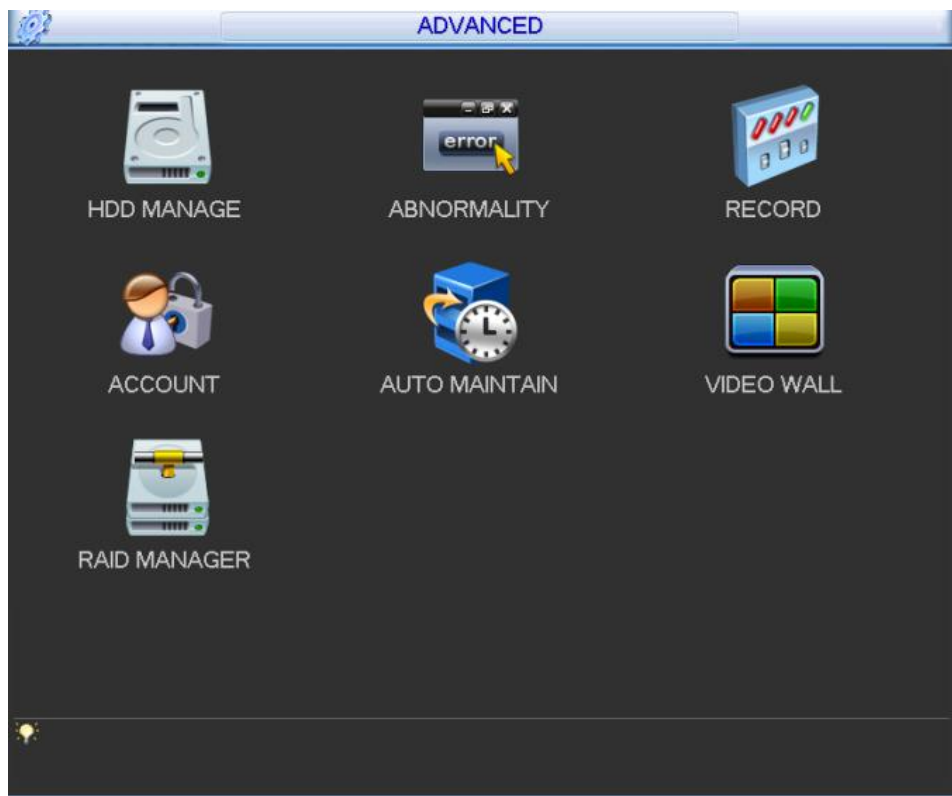 ADVANCED
error
HDD MANAGE
ABNORMALITY
RECORD
ACCOUNT
AUTO MAINTAIN
VIDEO WALL
RAID MANAGER